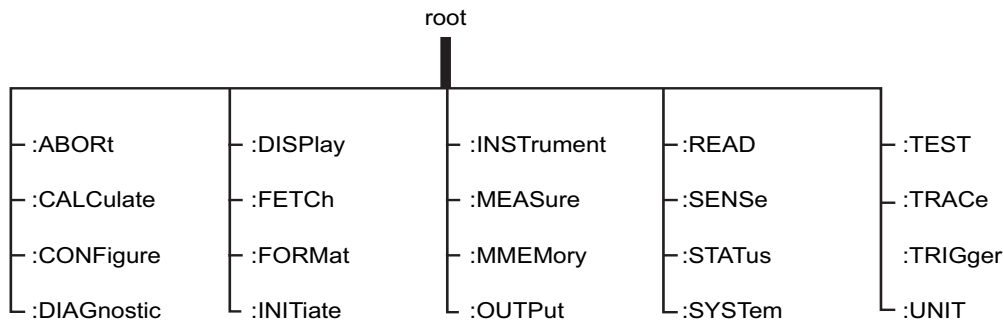 root
:ABORt
:CALCulate
:CONFigure
:DIAGnostic
:DISPlay
:FETCh
:FORMat
:INITiate
:INSTrument
:MEASure
:MMEMory
:OUTPut
:READ
:SENSe
:STATus
:SYSTem
:TEST
:TRACe
:TRIGger
:UNIT